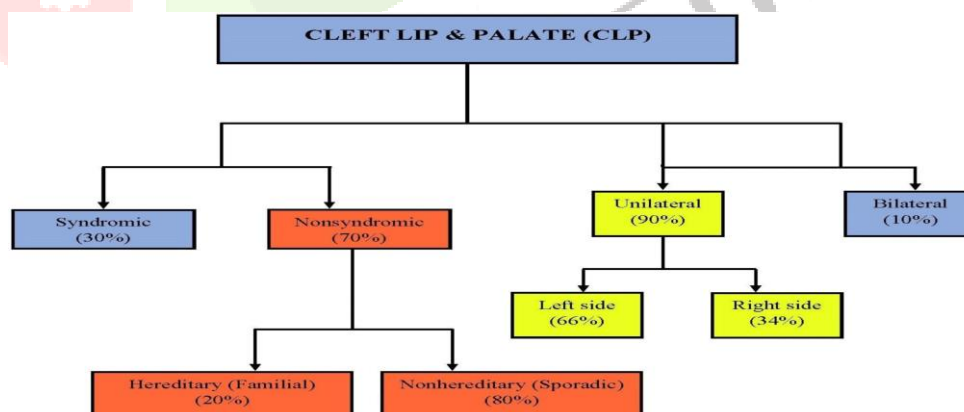 CLEFT LIP & PALATE (CLP)
Syndromic
(30%)
Nonsyndromic
(70%)
Unilateral
(90%)
Bilateral
(10%)
Left side
(66%)
Right side
(34%)
Hereditary (Familial)
(20%)
Nonhereditary (Sporadic)
(80%)